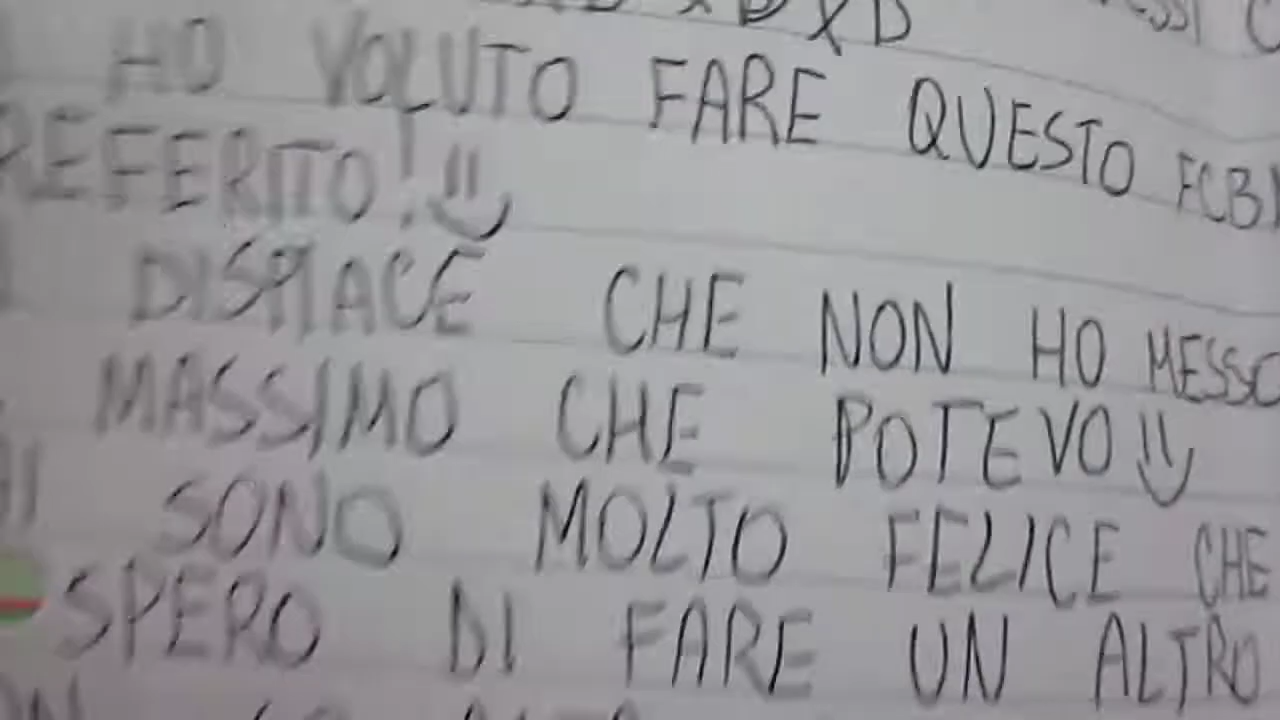 XDXD
HO VOLUTO FARE QUESTO
REFERITO! =)
DISPIACE CHE NON HO MESSO
MASSIMO CHE POTEVO =)
SONO MOLTO FELICE CHE
SPERO DI FARE UN ALTRO